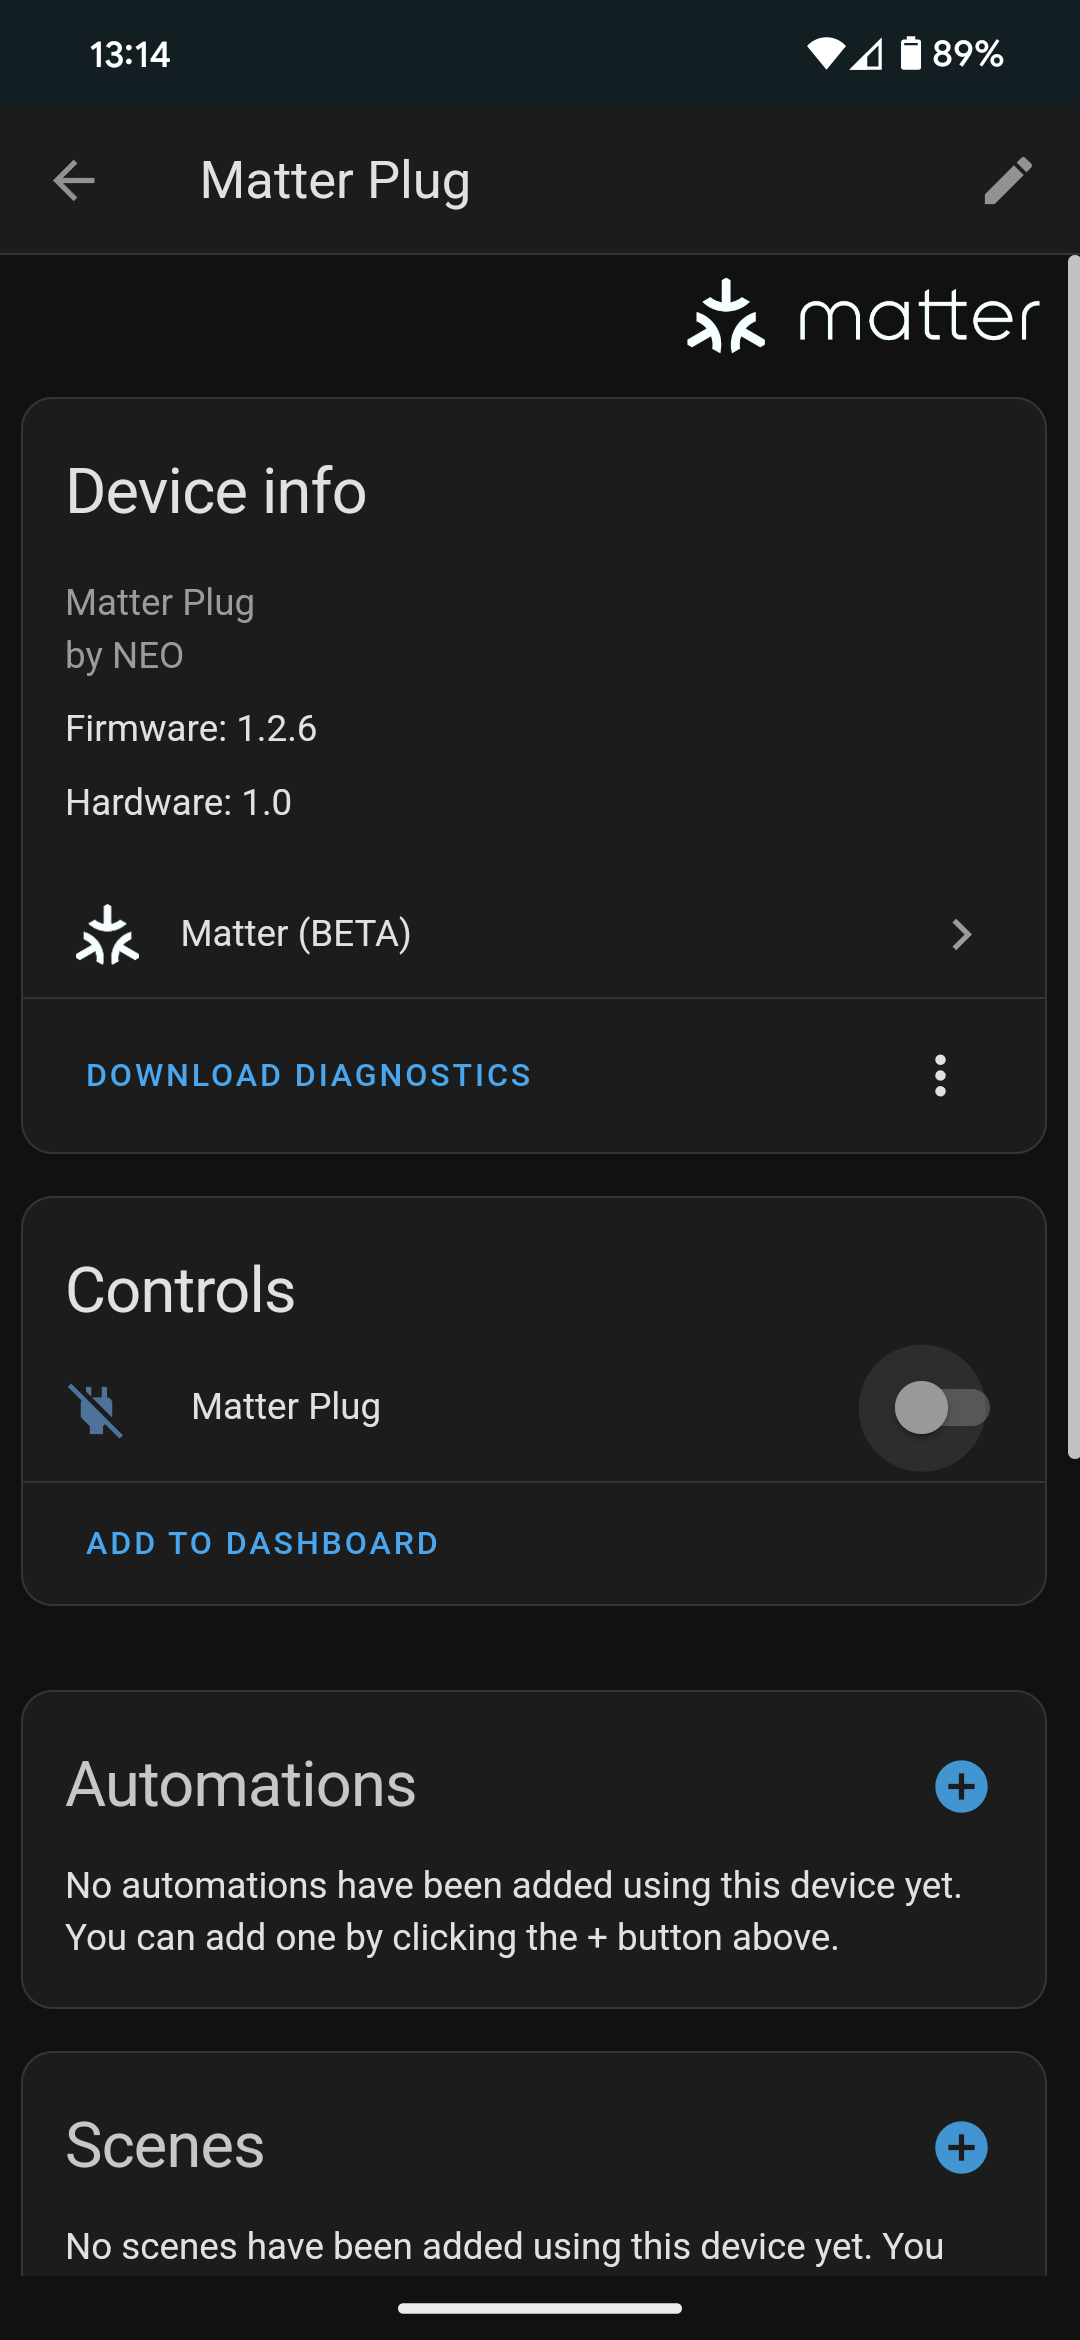 13:14
89%
Matter Plug
matter
Device info
Matter Plug
by NEO
Firmware: 1.2.6
Hardware: 1.0
Matter (BETA)
DOWNLOAD DIAGNOSTICS
Controls
Matter Plug
ADD TO DASHBOARD
Automations
No automations have been added using this device yet.
You can add one by clicking the + button above.
Scenes
No scenes have been added using this device yet. You